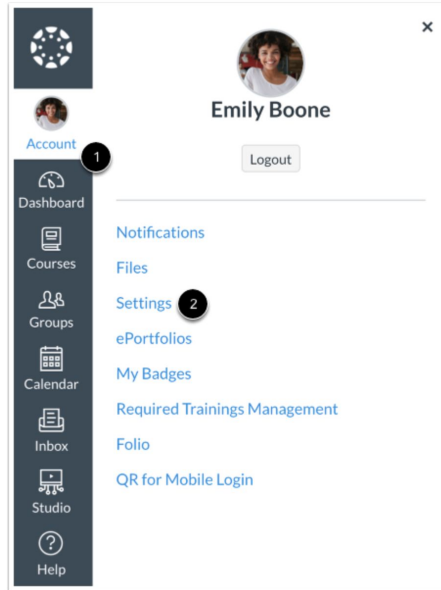 ×
Emily Boone
Logout
Account
1
Dashboard
Courses
Groups
Calendar
Inbox
Studio
Help
Notifications
Files
Settings 2
ePortfolios
My Badges
Required Trainings Management
Folio
QR for Mobile Login